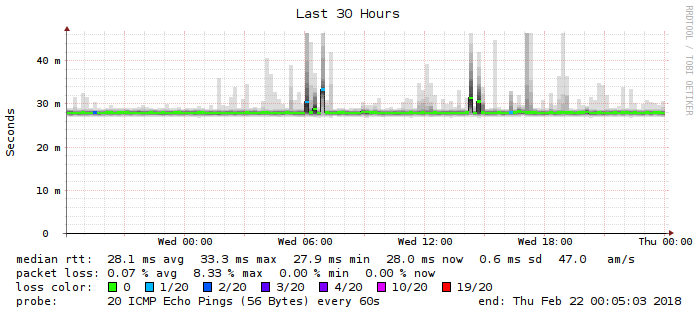 Last 30 Hours
RRDTOOL / TOBI OETIKER
Seconds
40 m
30 m
20 m
10 m
0
Wed 00:00 Wed 06:00 Wed 12:00 Wed 18:00 Thu 00:00
median rtt: 28.1 ms avg 33.3 ms max 27.9 ms min 28.0 ms now 0.6 ms sd 47.0 am/s
packet loss: 0.07 % avg 8.33 % max 0.00 % min 0.00 % now
loss color: 0 1/20 2/20 3/20 4/20 10/20 19/20
probe: 20 ICMP Echo Pings (56 Bytes) every 60s end: Thu Feb 22 00:05:03 2018